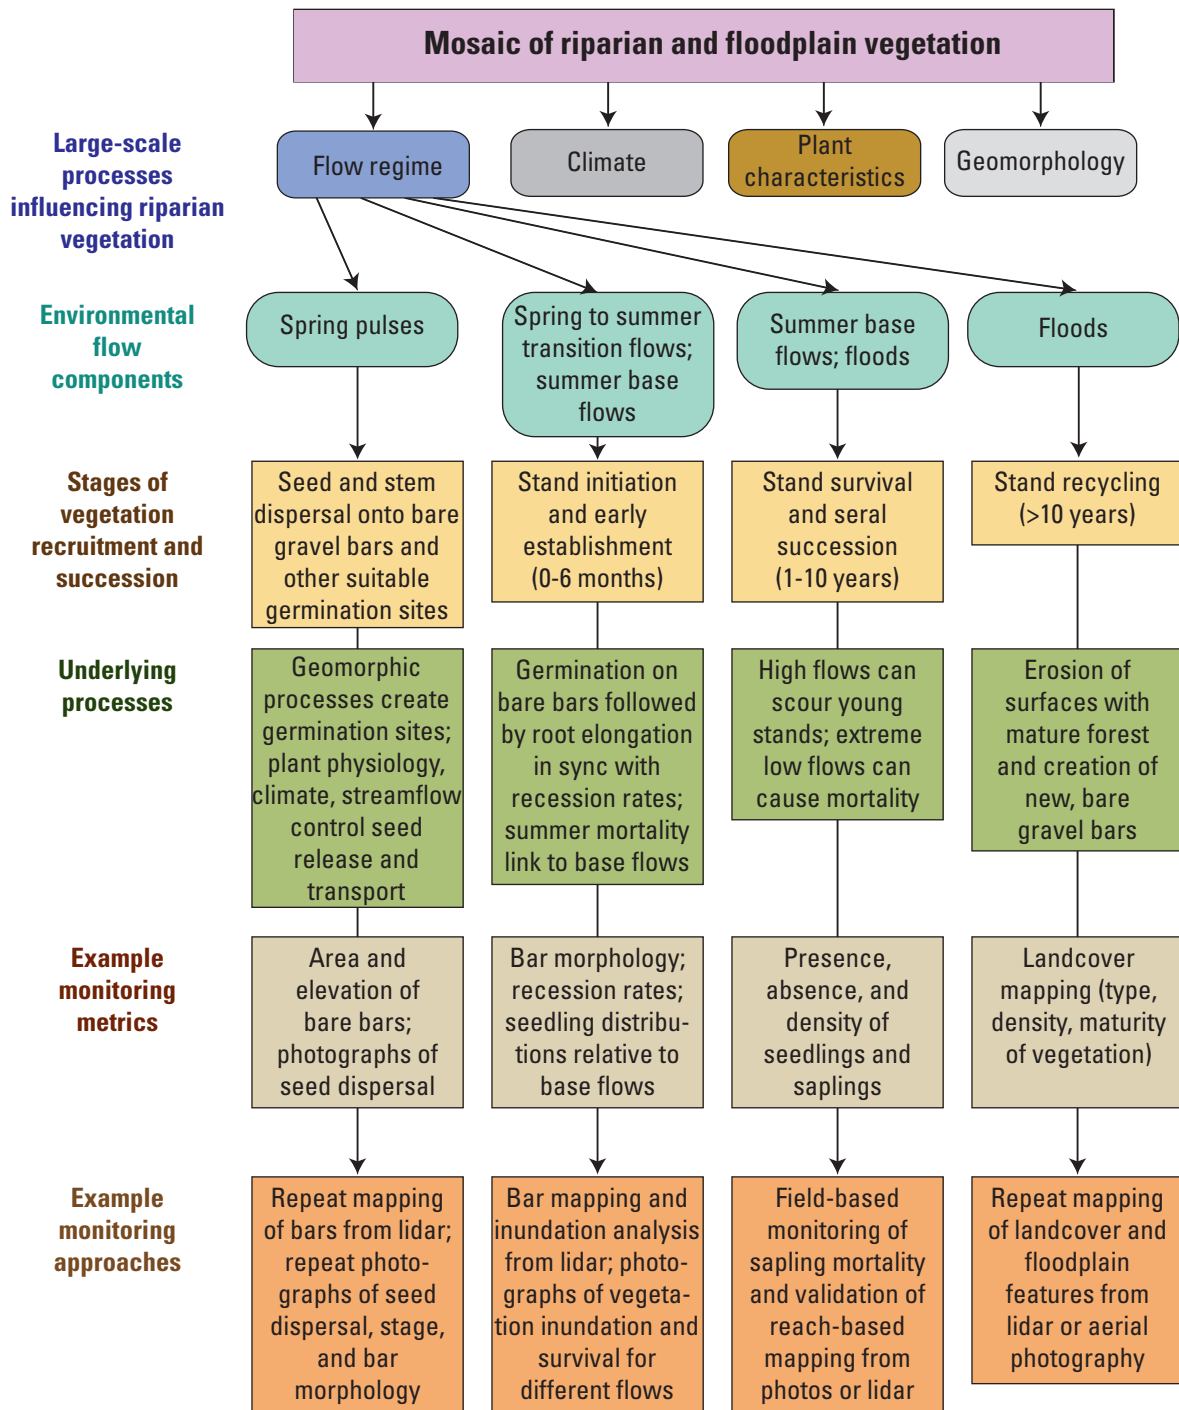 Mosaic of riparian and floodplain vegetation
Large-scale
processes
influencing riparian
vegetation
Flow regime
Climate
Plant
characteristics
Geomorphology
Environmental
flow
components
Spring pulses
Spring to summer
transition flows;
summer base
flows
Summer base
flows; floods
Floods
Stages of
vegetation
recruitment and
succession
Seed and stem
dispersal onto bare
gravel bars and
other suitable
germination sites
Stand initiation
and early
establishment
(0-6 months)
Stand survival
and seral
succession
(1-10 years)
Stand recycling
(>10 years)
Underlying
processes
Geomorphic
processes create
germination sites;
plant physiology,
climate, streamflow
control seed
release and
transport
Germination on
bare bars followed
by root elongation
in sync with
recession rates;
summer mortality
link to base flows
High flows can
scour young
stands; extreme
low flows can
cause mortality
Erosion of
surfaces with
mature forest
and creation of
new, bare
gravel bars
Example
monitoring
metrics
Area and
elevation of
bare bars;
photographs of
seed dispersal
Bar morphology;
recession rates;
seedling distribu-
tions relative to
base flows
Presence,
absence, and
density of
seedlings and
saplings
Landcover
mapping (type,
density, maturity
of vegetation)
Example
monitoring
approaches
Repeat mapping
of bars from lidar;
repeat photo-
graphs of seed
dispersal, stage,
and bar
morphology
Bar mapping and
inundation analysis
from lidar; photo-
graphs of vegeta-
tion inundation and
survival for
different flows
Field-based
monitoring of
sapling mortality
and validation of
reach-based
mapping from
photos or lidar
Repeat mapping
of landcover and
floodplain
features from
lidar or aerial
photography